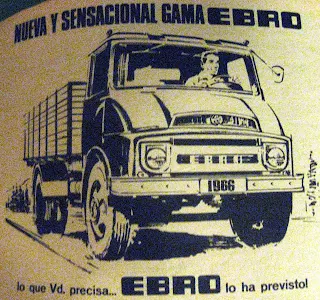 NUEVA Y SENSACIONAL GAMA EBRO
EBRO
1966
lo que Vd. precisa... EBRO lo ha previsto!